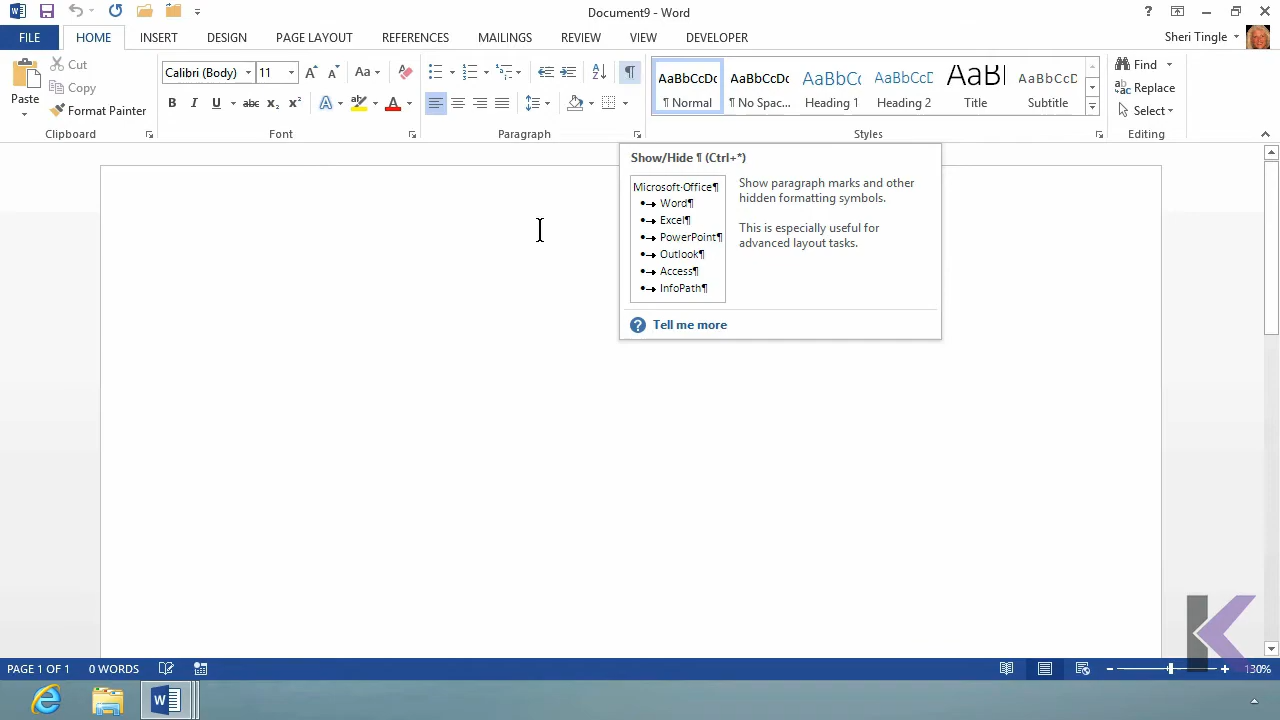 Document9 - Word
?
FILE HOME INSERT DESIGN PAGE LAYOUT REFERENCES MAILINGS REVIEW VIEW DEVELOPER Sheri Tingle
Paste
Cut
Copy
Format Painter
Clipboard
Calibri (Body) 11 A A Aa
B I U abc X₂ X² A ab A
Font
A Z ¶
Paragraph
AaBbCcDc AaBbCcDc AaBbCc AaBbCcD AaB AaBbCcD
¶ Normal ¶ No Spac... Heading 1 Heading 2 Title Subtitle
Styles
Find
Replace
Select
Editing
Show/Hide ¶ (Ctrl+*)
Microsoft·Office¶
•→ Word¶
•→ Excel¶
•→ PowerPoint¶
•→ Outlook¶
•→ Access¶
•→ InfoPath¶
Show paragraph marks and other
hidden formatting symbols.
This is especially useful for
advanced layout tasks.
? Tell me more
K
PAGE 1 OF 1 0 WORDS 130%